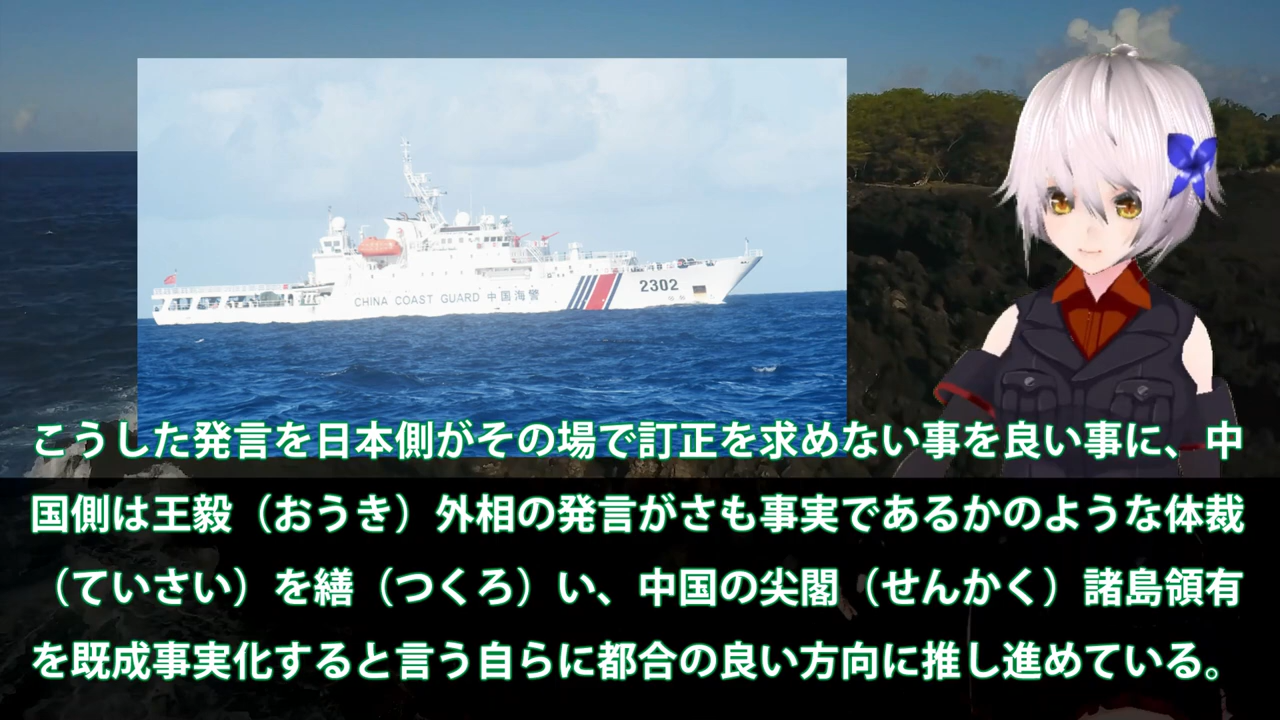 CHINA COAST GUARD 中国海警
2302
こうした発言を日本側がその場で訂正を求めない事を良い事に、中
国側は王毅（おうき）外相の発言がさも事実であるかのような体裁
（ていさい）を繕（つくろ）い、中国の尖閣（せんかく）諸島領有
を既成事実化すると言う自らに都合の良い方向に推し進めている。